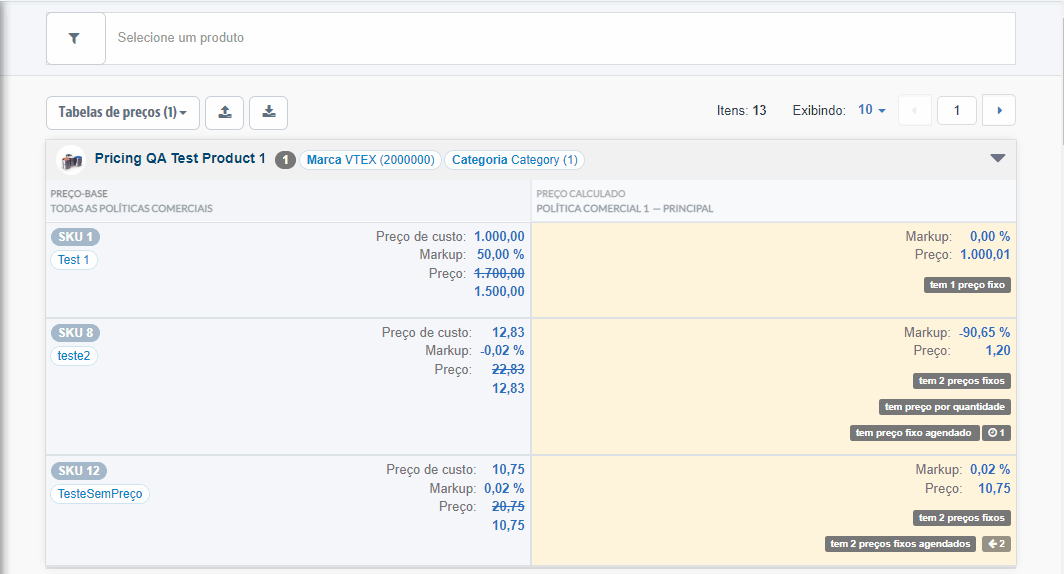 Selecione um produto
Tabelas de preços (1)
Itens: 13 Exibindo: 10 1
Pricing QA Test Product 1 1 Marca VTEX (2000000) Categoria Category (1)
PREÇO-BASE
TODAS AS POLÍTICAS COMERCIAIS
PREÇO CALCULADO
POLÍTICA COMERCIAL 1 — PRINCIPAL
SKU 1
Test 1
Preço de custo: 1.000,00
Markup: 50,00 %
Preço: 1.700,00
1.500,00
Markup: 0,00 %
Preço: 1.000,01
tem 1 preço fixo
SKU 8
teste2
Preço de custo: 12,83
Markup: -0,02 %
Preço: 22,83
12,83
Markup: -90,65 %
Preço: 1,20
tem 2 preços fixos
tem preço por quantidade
tem preço fixo agendado 1
SKU 12
TesteSemPreço
Preço de custo: 10,75
Markup: 0,02 %
Preço: 20,75
10,75
Markup: 0,02 %
Preço: 10,75
tem 2 preços fixos
tem 2 preços fixos agendados 2